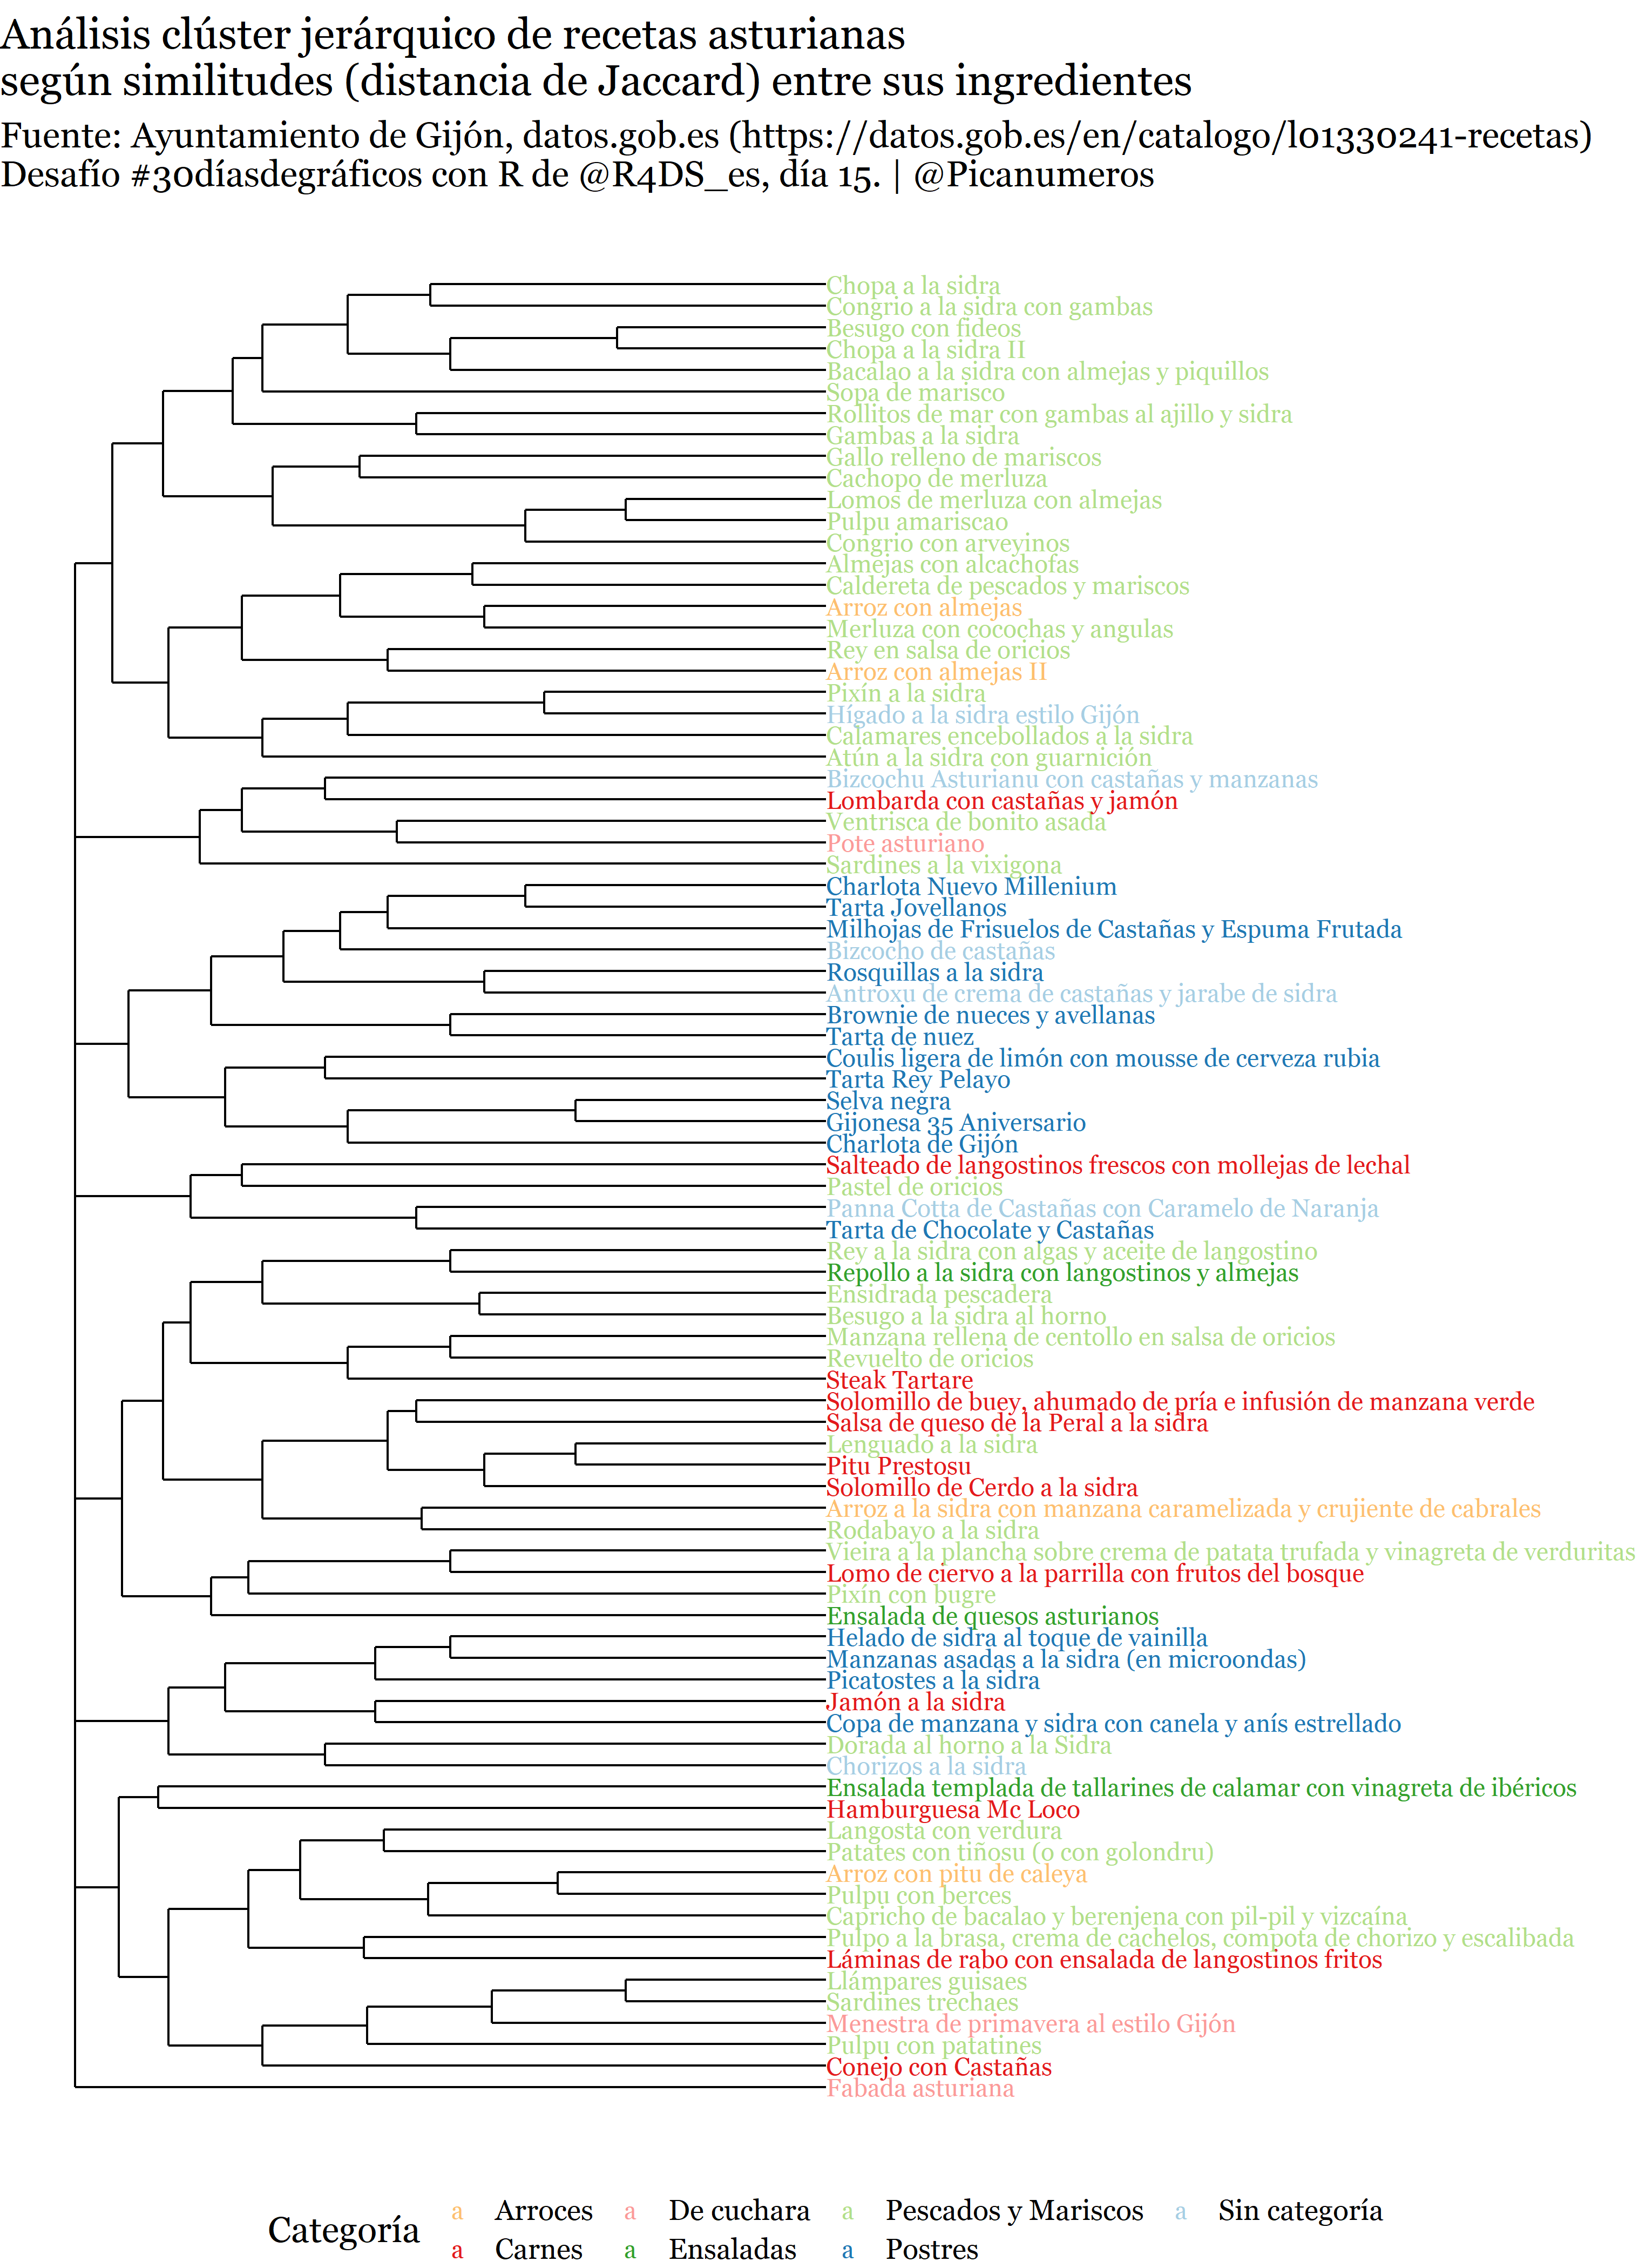 Análisis clúster jerárquico de recetas asturianas
según similitudes (distancia de Jaccard) entre sus ingredientes
Fuente: Ayuntamiento de Gijón, datos.gob.es (https://datos.gob.es/en/catalogo/l01330241-recetas)
Desafío #30díasdegráficos con R de @R4DS_es, día 15. | @Picanumeros
Chopa a la sidra
Congrio a la sidra con gambas
Besugo con fideos
Chopa a la sidra II
Bacalao a la sidra con almejas y piquillos
Sopa de marisco
Rollitos de mar con gambas al ajillo y sidra
Gambas a la sidra
Gallo relleno de mariscos
Cachopo de merluza
Lomos de merluza con almejas
Pulpu amariscao
Congrio con arveyinos
Almejas con alcachofas
Caldereta de pescados y mariscos
Arroz con almejas
Merluza con cocochas y angulas
Rey en salsa de oricios
Arroz con almejas II
Pixín a la sidra
Hígado a la sidra estilo Gijón
Calamares encebollados a la sidra
Atún a la sidra con guarnición
Bizcochu Asturianu con castañas y manzanas
Lombarda con castañas y jamón
Ventrisca de bonito asada
Pote asturiano
Sardines a la vixigona
Charlota Nuevo Millenium
Tarta Jovellanos
Milhojas de Frisuelos de Castañas y Espuma Frutada
Bizcocho de castañas
Rosquillas a la sidra
Antroxu de crema de castañas y jarabe de sidra
Brownie de nueces y avellanas
Tarta de nuez
Coulis ligera de limón con mousse de cerveza rubia
Tarta Rey Pelayo
Selva negra
Gijonesa 35 Aniversario
Charlota de Gijón
Salteado de langostinos frescos con mollejas de lechal
Pastel de oricios
Panna Cotta de Castañas con Caramelo de Naranja
Tarta de Chocolate y Castañas
Rey a la sidra con algas y aceite de langostino
Repollo a la sidra con langostinos y almejas
Ensidrada pescadera
Besugo a la sidra al horno
Manzana rellena de centollo en salsa de oricios
Revuelto de oricios
Steak Tartare
Solomillo de buey, ahumado de pría e infusión de manzana verde
Salsa de queso de la Peral a la sidra
Lenguado a la sidra
Pitu Prestosu
Solomillo de Cerdo a la sidra
Arroz a la sidra con manzana caramelizada y crujiente de cabrales
Rodabayo a la sidra
Vieira a la plancha sobre crema de patata trufada y vinagreta de verduritas
Lomo de ciervo a la parrilla con frutos del bosque
Pixín con bugre
Ensalada de quesos asturianos
Helado de sidra al toque de vainilla
Manzanas asadas a la sidra (en microondas)
Picatostes a la sidra
Jamón a la sidra
Copa de manzana y sidra con canela y anís estrellado
Dorada al horno a la Sidra
Chorizos a la sidra
Ensalada templada de tallarines de calamar con vinagreta de ibéricos
Hamburguesa Mc Loco
Langosta con verdura
Patates con tiñosu (o con golondru)
Arroz con pitu de caleya
Pulpu con berces
Capricho de bacalao y berenjena con pil-pil y vizcaína
Pulpo a la brasa, crema de cachelos, compota de chorizo y escalibada
Láminas de rabo con ensalada de langostinos fritos
Llámpares guisaes
Sardines trechaes
Menestra de primavera al estilo Gijón
Pulpu con patatines
Conejo con Castañas
Fabada asturiana
Categoría
a Arroces a De cuchara a Pescados y Mariscos a Sin categoría
a Carnes a Ensaladas a Postres